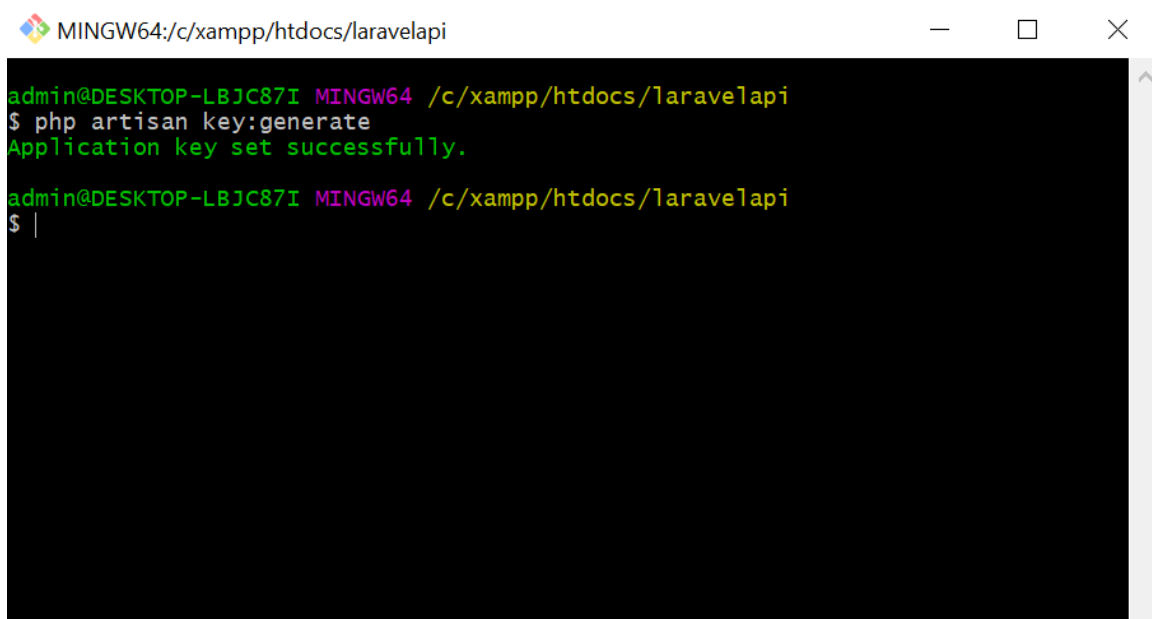 MINGW64:/c/xampp/htdocs/laravelapi
admin@DESKTOP-LBJC87I MINGW64 /c/xampp/htdocs/laravelapi
$ php artisan key:generate
Application key set successfully.
admin@DESKTOP-LBJC87I MINGW64 /c/xampp/htdocs/laravelapi
$